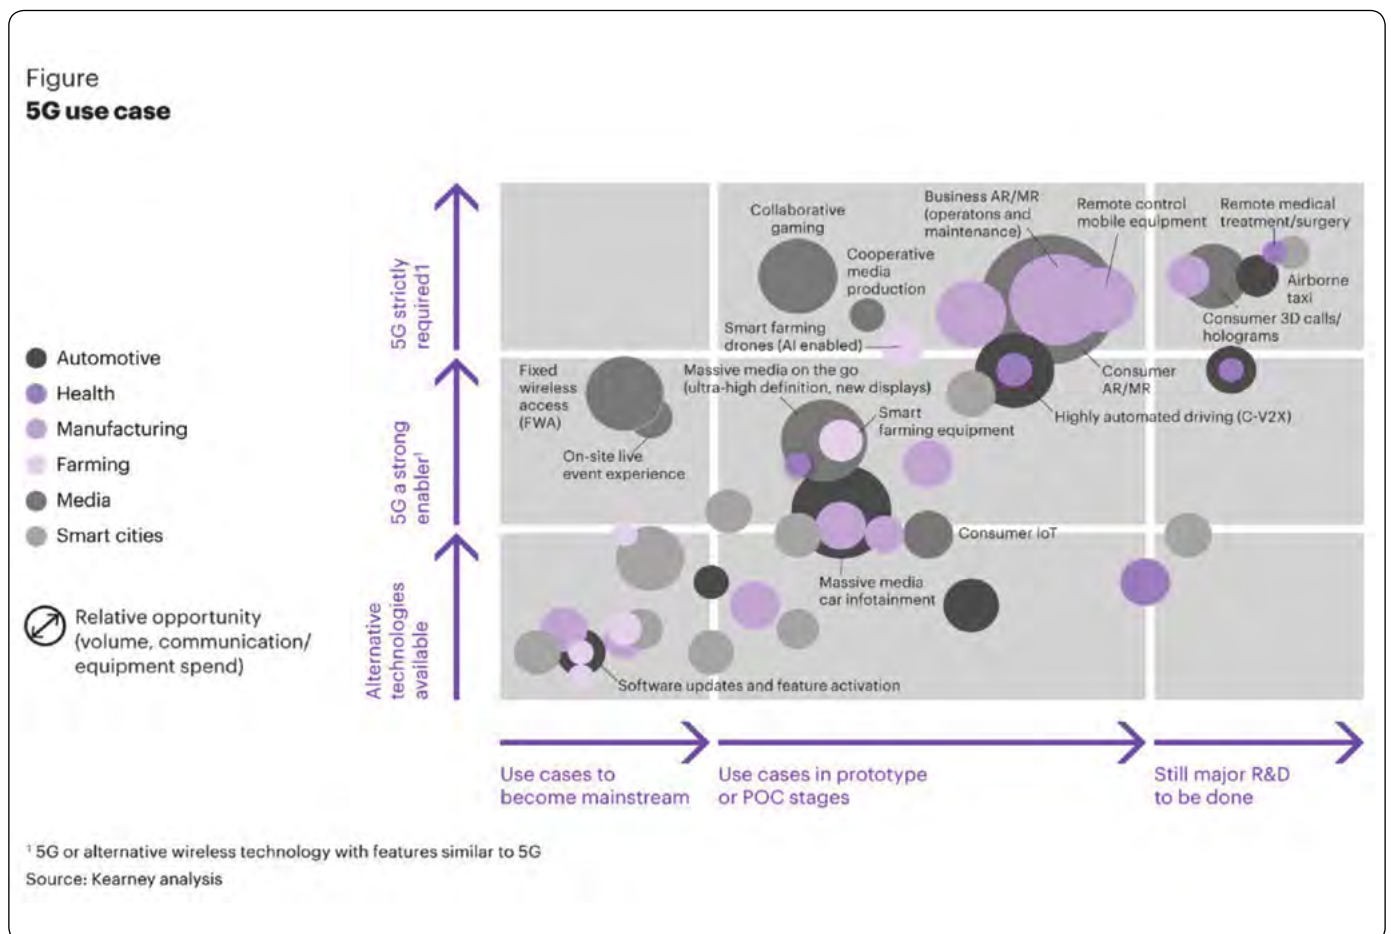 Figure
5G use case
Automotive
Health
Manufacturing
Farming
Media
Smart cities
Relative opportunity
(volume, communication/
equipment spend)
5G strictly
required1
5G a strong
enabler¹
Alternative
technologies
available
Collaborative
gaming
Cooperative
media
production
Business AR/MR
(operatons and
maintenance)
Remote control
mobile equipment
Remote medical
treatment/surgery
Airborne
taxi
Consumer 3D calls/
holograms
Smart farming
drones (AI enabled)
Fixed
wireless
access
(FWA)
Massive media on the go
(ultra-high definition, new displays)
Consumer
AR/MR
Smart
farming equipment
Highly automated driving (C-V2X)
On-site live
event experience
Consumer IoT
Massive media
car infotainment
Software updates and feature activation
Use cases to
become mainstream
Use cases in prototype
or POC stages
Still major R&D
to be done
¹ 5G or alternative wireless technology with features similar to 5G
Source: Kearney analysis